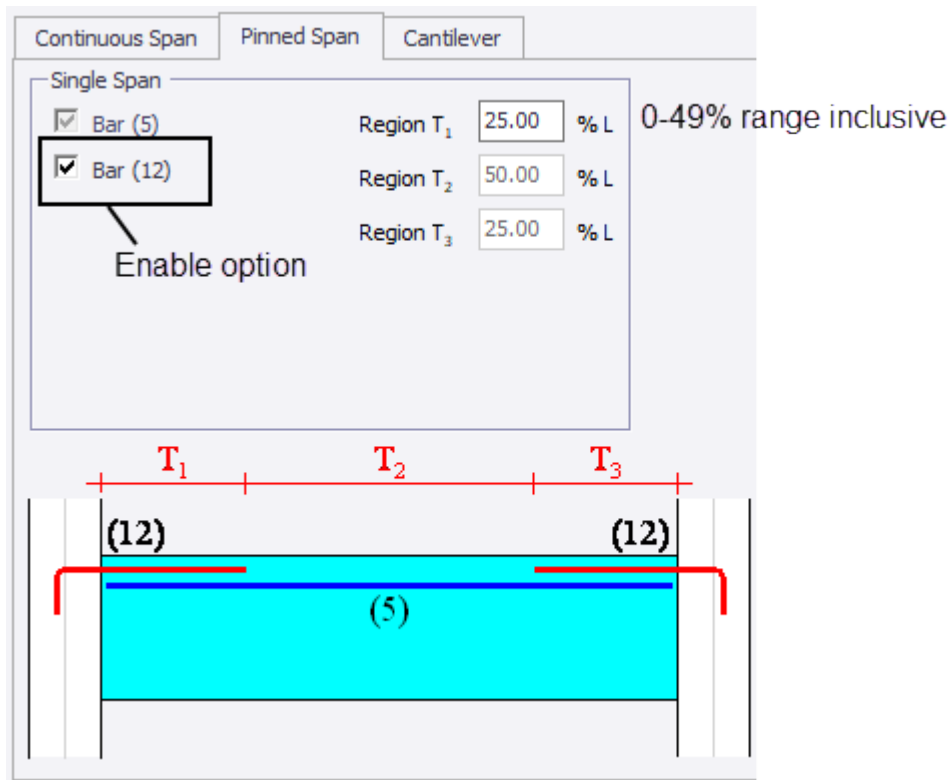 Continuous Span Pinned Span Cantilever
Single Span
Bar (5) Region T₁ 25.00 % L 0-49% range inclusive
Bar (12) Region T₂ 50.00 % L
Region T₃ 25.00 % L
Enable option
T₁ T₂ T₃
(12) (12)
(5)